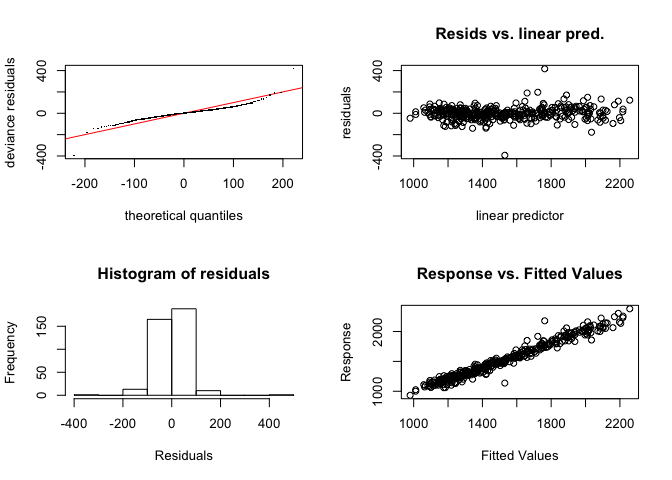 deviance residuals
400
0
-400
-200
-100
0
100
200
theoretical quantiles
Resids vs. linear pred.
residuals
400
0
-400
1000
1400
1800
2200
linear predictor
Histogram of residuals
Frequency
150
50
0
-400
-200
0
200
400
Residuals
Response vs. Fitted Values
Response
2000
1000
1000
1400
1800
2200
Fitted Values